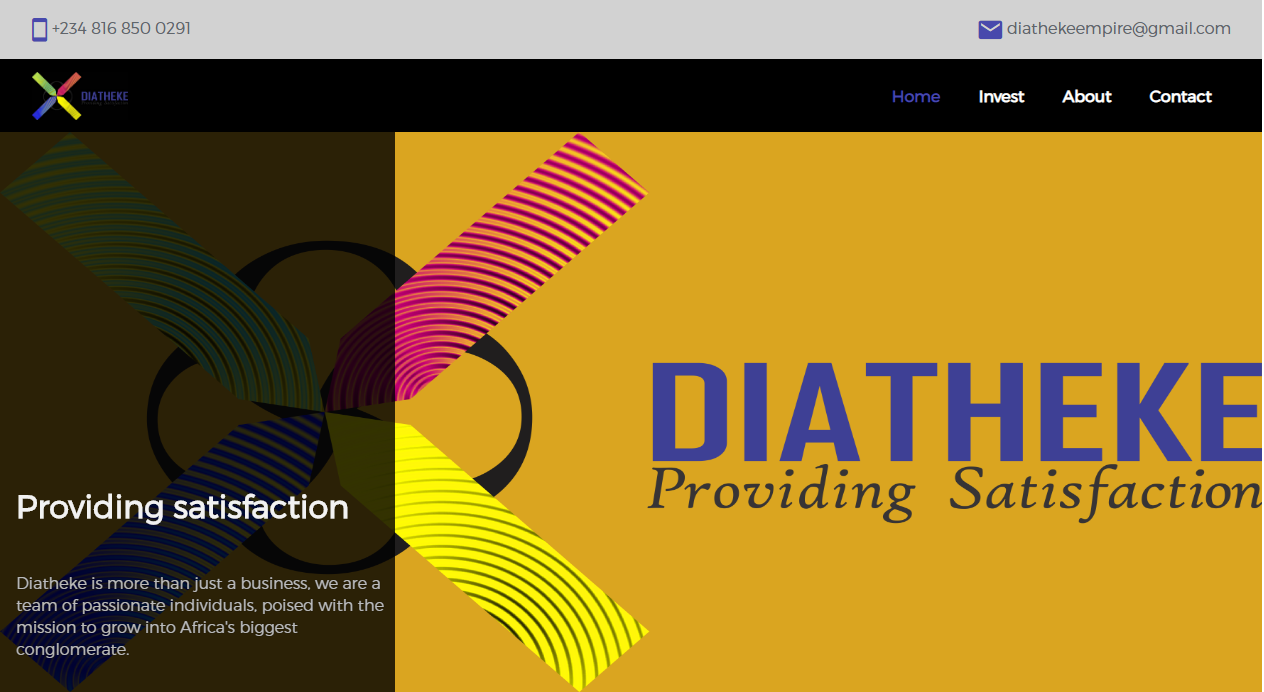 +234 816 850 0291
diathekeempire@gmail.com
DIATHEKE
Home Invest About Contact
DIATHEKE
Providing Satisfaction
Providing satisfaction
Diatheke is more than just a business, we are a
team of passionate individuals, poised with the
mission to grow into Africa's biggest
conglomerate.